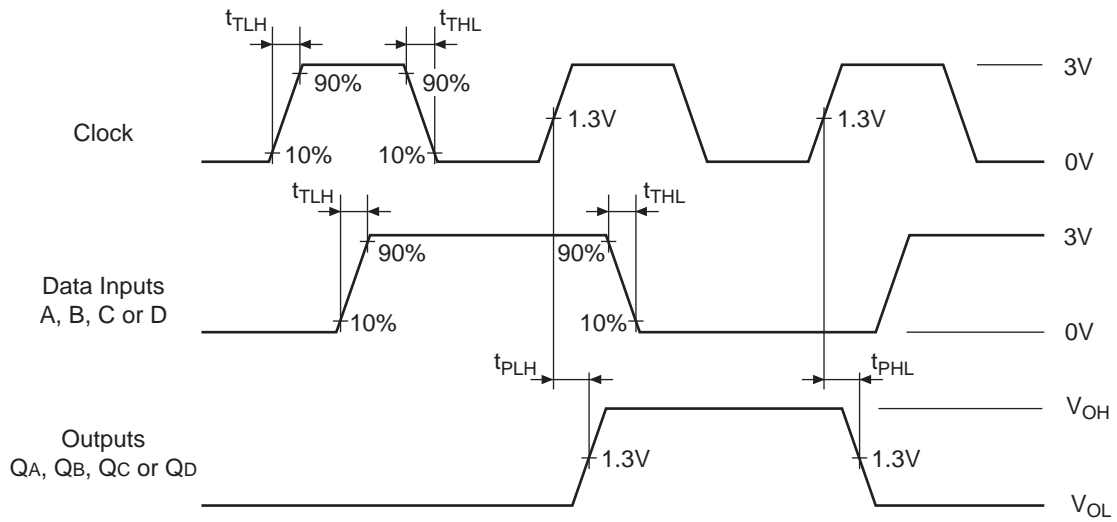 tTLH tTHL
3V
90% 90%
Clock 1.3V 1.3V
10% 10% 0V
tTLH tTHL
3V
90% 90%
Data Inputs
A, B, C or D
10% 10% 0V
tPLH tPHL
VOH
Outputs
QA, QB, QC or QD 1.3V 1.3V
VOL